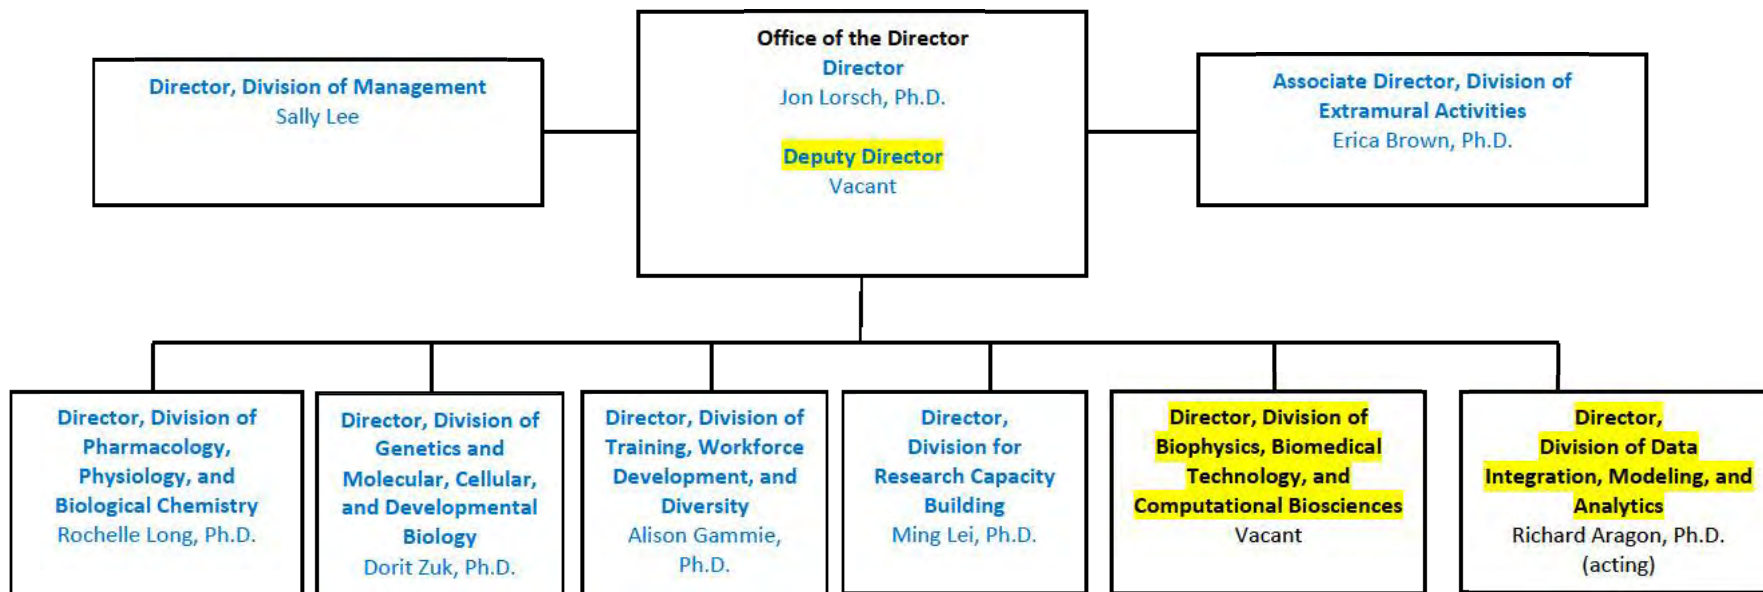 Office of the Director
Director
Jon Lorsch, Ph.D.
Deputy Director
Vacant
Director, Division of Management
Sally Lee
Associate Director, Division of
Extramural Activities
Erica Brown, Ph.D.
Director, Division of
Pharmacology,
Physiology, and
Biological Chemistry
Rochelle Long, Ph.D.
Director, Division of
Genetics and
Molecular, Cellular,
and Developmental
Biology
Dorit Zuk, Ph.D.
Director, Division of
Training, Workforce
Development, and
Diversity
Alison Gammie,
Ph.D.
Director,
Division for
Research Capacity
Building
Ming Lei, Ph.D.
Director, Division of
Biophysics, Biomedical
Technology, and
Computational Biosciences
Vacant
Director,
Division of Data
Integration, Modeling, and
Analytics
Richard Aragon, Ph.D.
(acting)